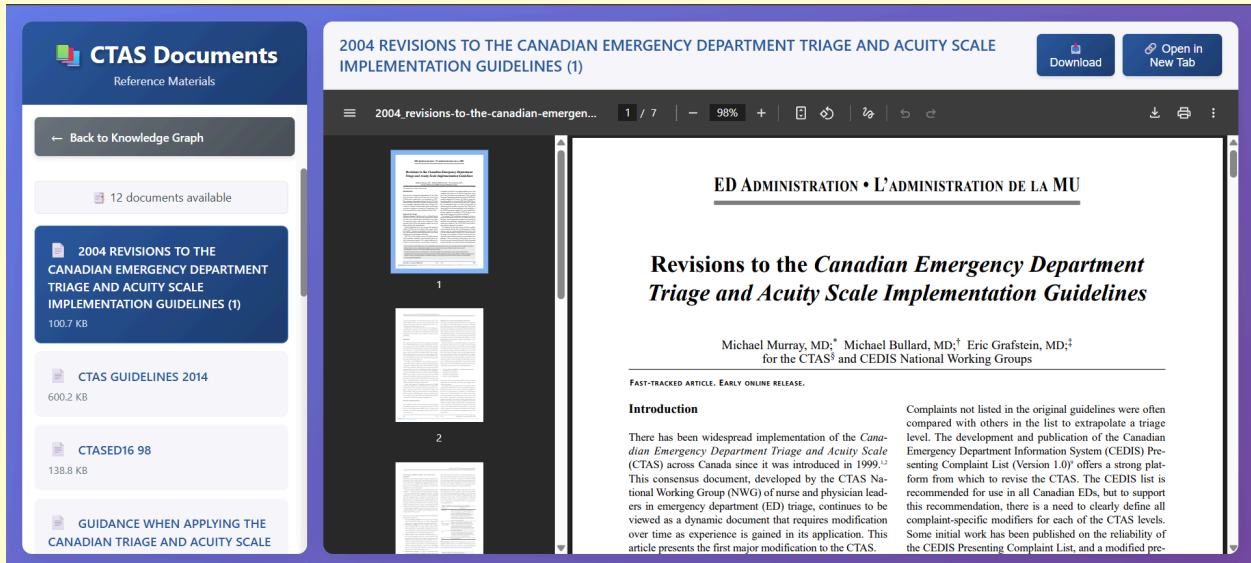 CTAS Documents
Reference Materials
← Back to Knowledge Graph
12 documents available
2004 REVISIONS TO THE
CANADIAN EMERGENCY DEPARTMENT
TRIAGE AND ACUITY SCALE
IMPLEMENTATION GUIDELINES (1)
100.7 KB
CTAS GUIDELINES 2014
600.2 KB
CTASED16 98
138.8 KB
GUIDANCE WHEN APPLYING THE
CANADIAN TRIAGE AND ACUITY SCALE
2004 REVISIONS TO THE CANADIAN EMERGENCY DEPARTMENT TRIAGE AND ACUITY SCALE
IMPLEMENTATION GUIDELINES (1)
Download
Open in
New Tab
2004_revisions-to-the-canadian-emergen...
1 / 7
98%
1
2
ED ADMINISTRATION • L'ADMINISTRATION DE LA MU
Revisions to the Canadian Emergency Department
Triage and Acuity Scale Implementation Guidelines
Michael Murray, MD;* Michael Bullard, MD;† Eric Grafstein, MD;‡
for the CTAS§ and CEDIS National Working Groups
FAST-TRACKED ARTICLE. EARLY ONLINE RELEASE.
Introduction
There has been widespread implementation of the Cana-
dian Emergency Department Triage and Acuity Scale
(CTAS) across Canada since it was introduced in 1999.1,2
This consensus document, developed by the CTAS Na-
tional Working Group (NWG) of nurse and physician lead-
ers in emergency department (ED) triage, continues to be
viewed as a dynamic document that requires modification
over time as experience is gained in its application. This
article presents the first major modification to the CTAS.
Complaints not listed in the original guidelines were often
compared with others in the list to extrapolate a triage
level. The development and publication of the Canadian
Emergency Department Information System (CEDIS) Pre-
senting Complaint List (Version 1.0)9 offers a strong plat-
form from which to revise the CTAS. The CEDIS list is
recommended for use in all Canadian EDs, but to support
this recommendation, there is a need to clearly define all
complaint-specific modifiers for each of the CTAS levels.
Some initial work has been published on the reliability of
the CEDIS Presenting Complaint List, and a modified pre-